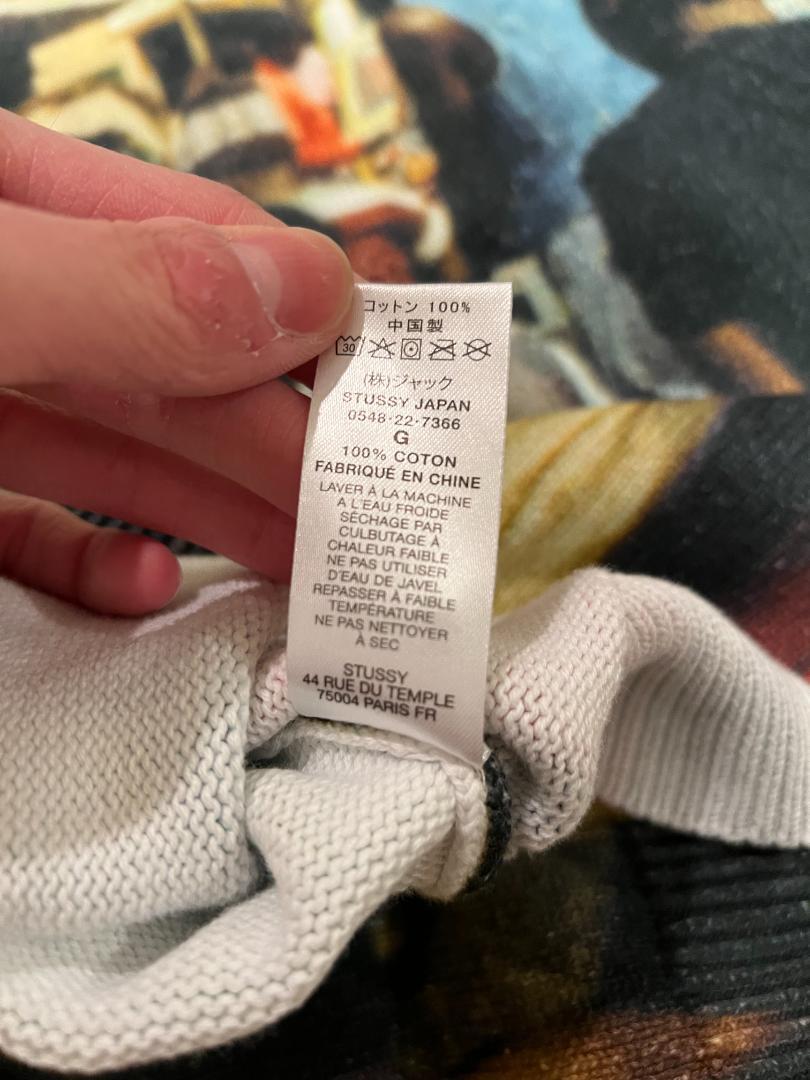 コットン 100%
中国製
30
(株)ジャック
STUSSY JAPAN
0548·22·7366
G
100% COTON
FABRIQUÉ EN CHINE
LAVER À LA MACHINE
A L'EAU FROIDE
SÉCHAGE PAR
CULBUTAGE À
CHALEUR FAIBLE
NE PAS UTILISER
D'EAU DE JAVEL
REPASSER À FAIBLE
TEMPÉRATURE
NE PAS NETTOYER
À SEC
STUSSY
44 RUE DU TEMPLE
75004 PARIS FR